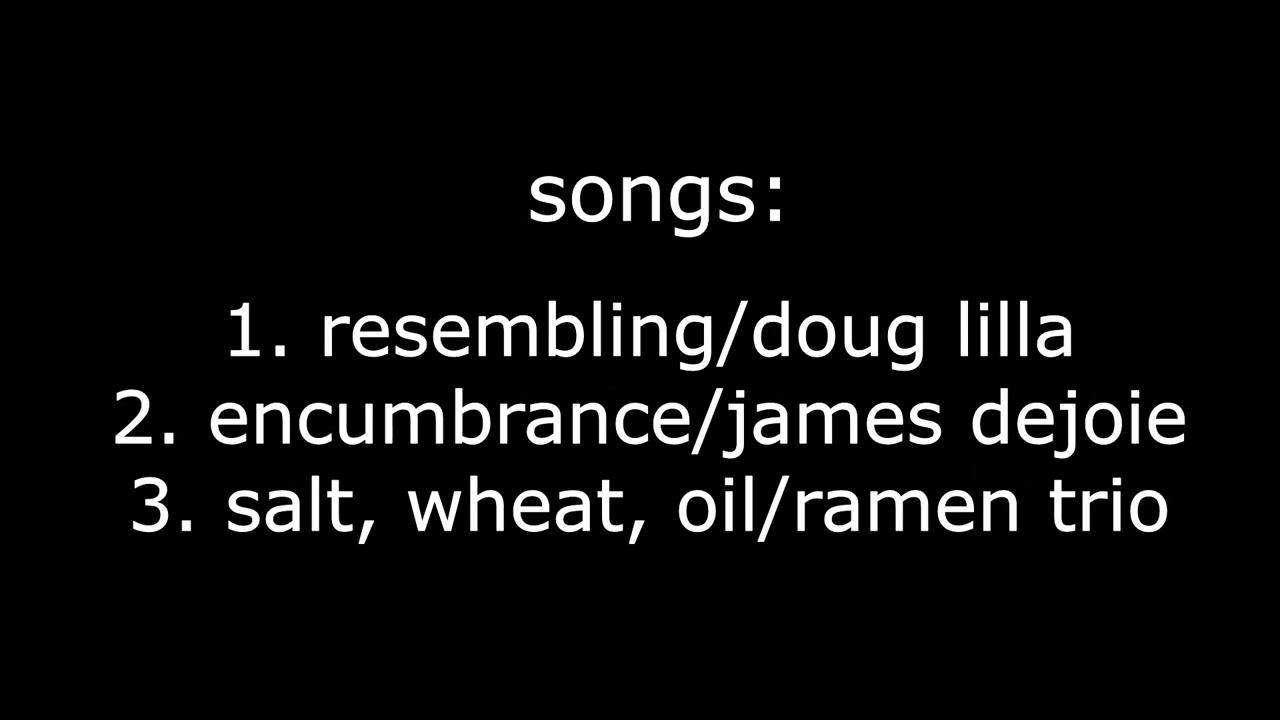 songs:
1. resembling/doug lilla
2. encumbrance/james dejoie
3. salt, wheat, oil/ramen trio